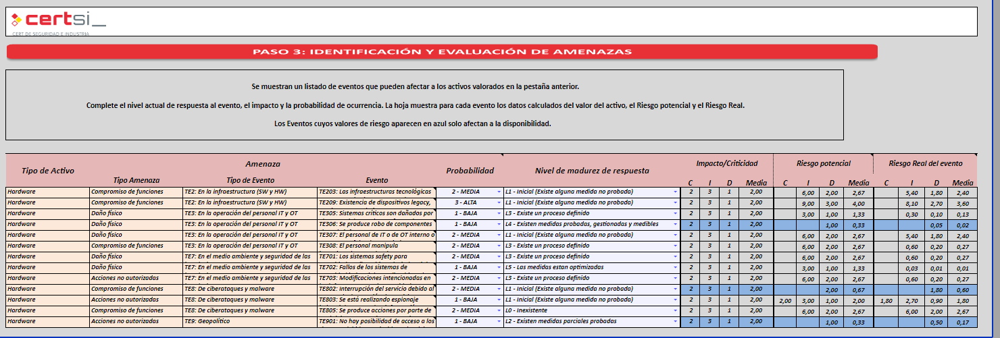 certsi_
CERT DE SEGURIDAD E INDUSTRIA
PASO 3: IDENTIFICACIÓN Y EVALUACIÓN DE AMENAZAS
Se muestran un listado de eventos que pueden afectar a los activos valorados en la pestaña anterior.
Complete el nivel actual de respuesta al evento, el impacto y la probabilidad de ocurrencia. La hoja muestra para cada evento los datos calculados del valor del activo, el Riesgo potencial y el Riesgo Real.
Los Eventos cuyos valores de riesgo aparecen en azul solo afectan a la disponibilidad.
Tipo de Activo Amenaza Probabilidad Nivel de madurez de respuesta Impacto/Criticidad Riesgo potencial Riesgo Real del evento
Tipo Amenaza Tipo de Evento Evento C I D Media C I D Media C I D Media
Hardware Compromiso de funciones TE2: En la infraestructura (SW y HW) TE203: Las infraestructuras tecnológicas 2 - MEDIA L1 - Inicial (Existe alguna medida no probada) 2 3 1 2,00 6,00 2,00 2,67 5,40 1,80 2,40
Hardware Compromiso de funciones TE2: En la infraestructura (SW y HW) TE209: Existencia de dispositivos legacy, 3 - ALTA L1 - Inicial (Existe alguna medida no probada) 2 3 1 2,00 9,00 3,00 4,00 8,10 2,70 3,60
Hardware Daño físico TE3: En la operación del personal IT y OT TE305: Sistemas críticos son dañados por 1 - BAJA L3 - Existe un proceso definido 2 3 1 2,00 3,00 1,00 1,33 0,30 0,10 0,13
Hardware Daño físico TE3: En la operación del personal IT y OT TE306: Se produce robo de componentes 1 - BAJA L4 - Existen medidas probadas, gestionadas y medibles 2 3 1 2,00 1,00 0,33 0,05 0,02
Hardware Daño físico TE3: En la operación del personal IT y OT TE307: El personal de IT o de OT interno o 2 - MEDIA L1 - Inicial (Existe alguna medida no probada) 2 3 1 2,00 6,00 2,00 2,67 5,40 1,80 2,40
Hardware Compromiso de funciones TE3: En la operación del personal IT y OT TE308: El personal manipula 2 - MEDIA L3 - Existe un proceso definido 2 3 1 2,00 6,00 2,00 2,67 0,60 0,20 0,27
Hardware Daño físico TE7: En el medio ambiente y seguridad de las TE701: Los sistemas safety para 2 - MEDIA L3 - Existe un proceso definido 2 3 1 2,00 6,00 2,00 2,67 0,60 0,20 0,27
Hardware Daño físico TE7: En el medio ambiente y seguridad de las TE702: Fallos de los sistemas de 1 - BAJA L5 - Las medidas están optimizadas 2 3 1 2,00 3,00 1,00 1,33 0,03 0,01 0,01
Hardware Acciones no autorizadas TE7: En el medio ambiente y seguridad de las TE703: Modificaciones intencionadas en 2 - MEDIA L3 - Existe un proceso definido 2 3 1 2,00 6,00 2,00 2,67 0,60 0,20 0,27
Hardware Compromiso de funciones TE8: De ciberataques y malware TE802: Interrupción del servicio debido al 2 - MEDIA L1 - Inicial (Existe alguna medida no probada) 2 3 1 2,00 2,00 0,67 1,80 0,60
Hardware Acciones no autorizadas TE8: De ciberataques y malware TE803: Se está realizando espionaje 1 - BAJA L1 - Inicial (Existe alguna medida no probada) 2 3 1 2,00 2,00 3,00 1,00 2,00 1,80 2,70 0,90 1,80
Hardware Compromiso de funciones TE8: De ciberataques y malware TE805: Se produce acciones por parte de 2 - MEDIA L0 - Inexistente 2 3 1 2,00 6,00 2,00 2,67 6,00 2,00 2,67
Hardware Acciones no autorizadas TE9: Geopolítico TE901: No hay posibilidad de acceso a los 1 - BAJA L2 - Existen medidas parciales probadas 2 3 1 2,00 1,00 0,33 0,50 0,17